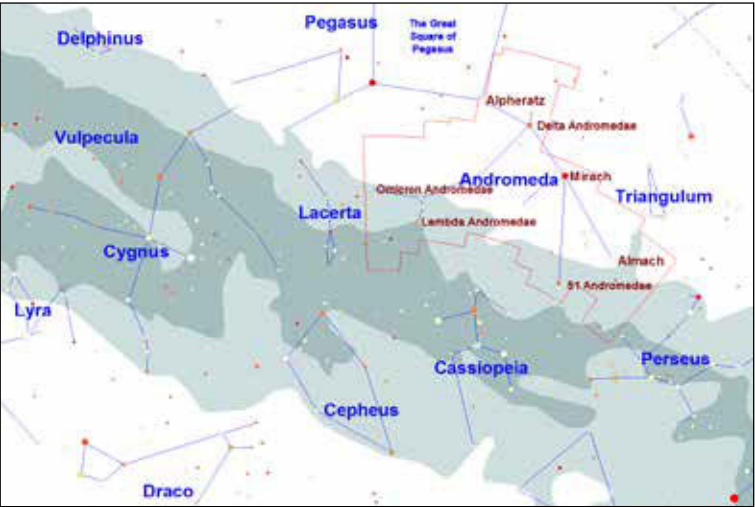 Pegasus
The Great
Square of
Pegasus
Delphinus
Alpheratz
Delta Andromedae
Vulpecula
Andromeda
Mirach
Omicron Andromedae
Triangulum
Lacerta
Lambda Andromedae
Cygnus
Almach
51 Andromedae
Lyra
Perseus
Cassiopeia
Cepheus
Draco